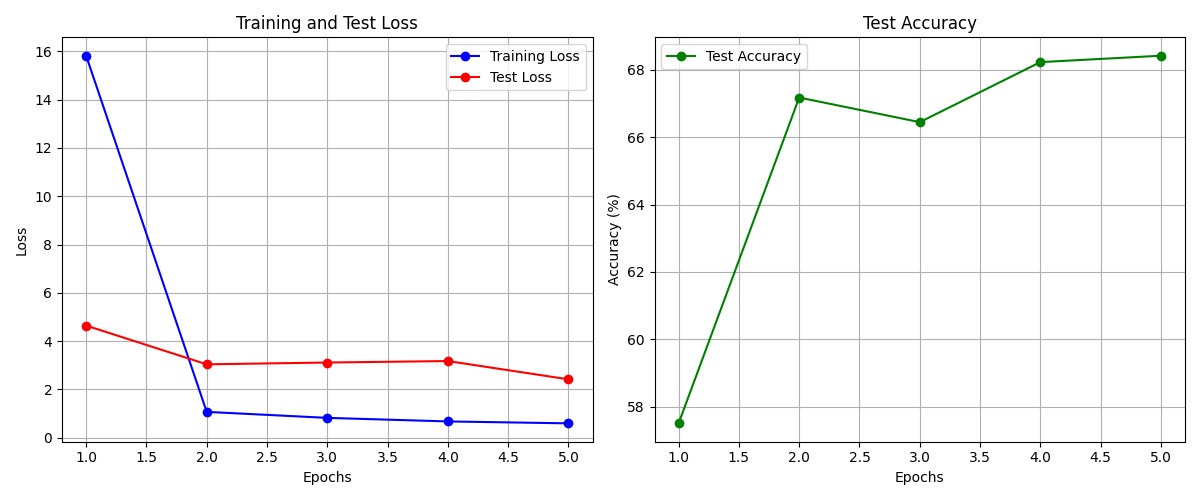 Training and Test Loss
Training Loss
Test Loss
16
14
12
10
8
6
4
2
0
Loss
1.0 1.5 2.0 2.5 3.0 3.5 4.0 4.5 5.0
Epochs
Test Accuracy
Test Accuracy
68
66
64
62
60
58
Accuracy (%)
1.0 1.5 2.0 2.5 3.0 3.5 4.0 4.5 5.0
Epochs